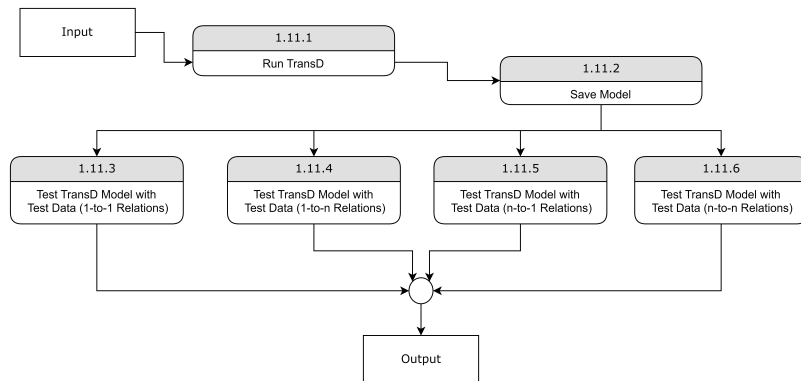 Input
1.11.1
Run TransD
1.11.2
Save Model
1.11.3
Test TransD Model with
Test Data (1-to-1 Relations)
1.11.4
Test TransD Model with
Test Data (1-to-n Relations)
1.11.5
Test TransD Model with
Test Data (n-to-1 Relations)
1.11.6
Test TransD Model with
Test Data (n-to-n Relations)
Output